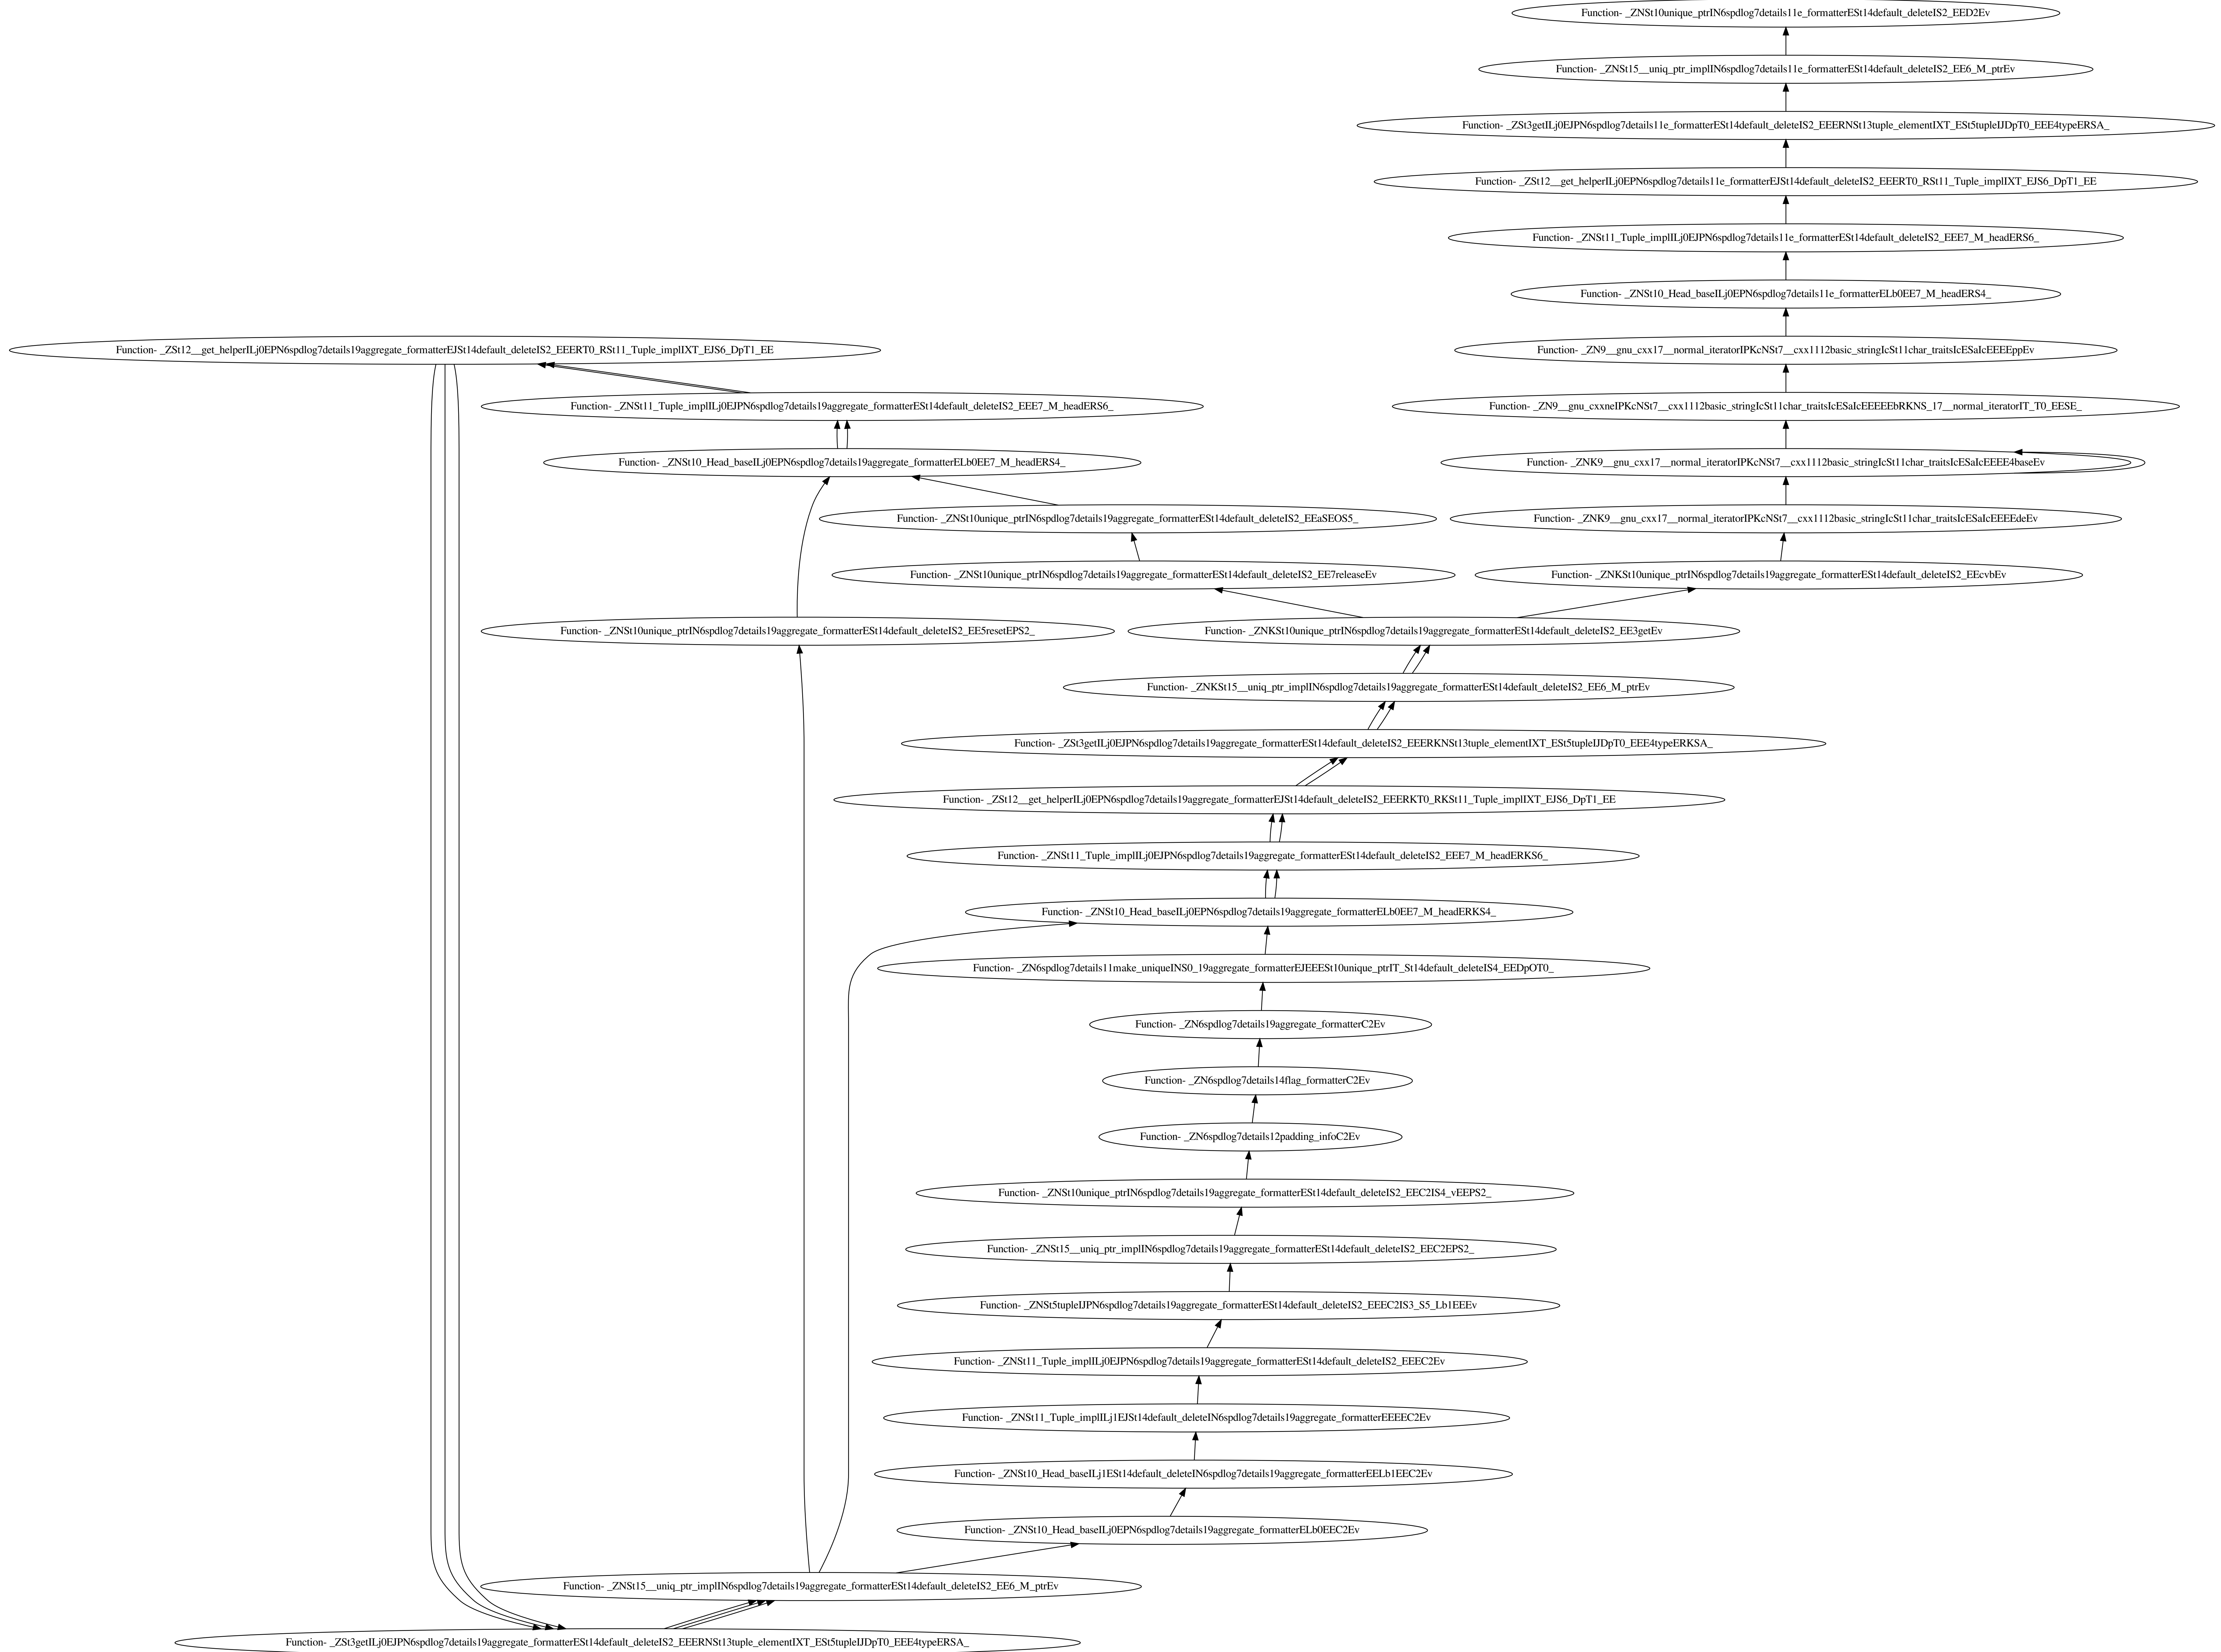 Function- _ZNSt10unique_ptrIN6spdlog7details11e_formatterESt14default_deleteIS2_EED2Ev
Function- _ZNSt15__uniq_ptr_implIN6spdlog7details11e_formatterESt14default_deleteIS2_EE6_M_ptrEv
Function- _ZSt3getILj0EJPN6spdlog7details11e_formatterESt14default_deleteIS2_EEERNSt13tuple_elementIXT_ESt5tupleIJDpT0_EEE4typeERSA_
Function- _ZSt12__get_helperILj0EPN6spdlog7details11e_formatterEJSt14default_deleteIS2_EEERT0_RSt11_Tuple_implIXT_EJS6_DpT1_EE
Function- _ZNSt11_Tuple_implILj0EJPN6spdlog7details11e_formatterESt14default_deleteIS2_EEE7_M_headERS6_
Function- _ZNSt10_Head_baseILj0EPN6spdlog7details11e_formatterELb0EE7_M_headERS4_
Function- _ZSt12__get_helperILj0EPN6spdlog7details19aggregate_formatterEJSt14default_deleteIS2_EEERT0_RSt11_Tuple_implIXT_EJS6_DpT1_EE
Function- _ZN9__gnu_cxx17__normal_iteratorIPKcNSt7__cxx1112basic_stringIcSt11char_traitsIcESaIcEEEEppEv
Function- _ZNSt11_Tuple_implILj0EJPN6spdlog7details19aggregate_formatterESt14default_deleteIS2_EEE7_M_headERS6_
Function- _ZN9__gnu_cxxneIPKcNSt7__cxx1112basic_stringIcSt11char_traitsIcESaIcEEEEEbRKNS_17__normal_iteratorIT_T0_EESE_
Function- _ZNSt10_Head_baseILj0EPN6spdlog7details19aggregate_formatterELb0EE7_M_headERS4_
Function- _ZNK9__gnu_cxx17__normal_iteratorIPKcNSt7__cxx1112basic_stringIcSt11char_traitsIcESaIcEEEE4baseEv
Function- _ZNSt10unique_ptrIN6spdlog7details19aggregate_formatterESt14default_deleteIS2_EEaSEOS5_
Function- _ZNK9__gnu_cxx17__normal_iteratorIPKcNSt7__cxx1112basic_stringIcSt11char_traitsIcESaIcEEEEdeEv
Function- _ZNSt10unique_ptrIN6spdlog7details19aggregate_formatterESt14default_deleteIS2_EE7releaseEv
Function- _ZNKSt10unique_ptrIN6spdlog7details19aggregate_formatterESt14default_deleteIS2_EEcvbEv
Function- _ZNSt10unique_ptrIN6spdlog7details19aggregate_formatterESt14default_deleteIS2_EE5resetEPS2_
Function- _ZNKSt10unique_ptrIN6spdlog7details19aggregate_formatterESt14default_deleteIS2_EE3getEv
Function- _ZNKSt15__uniq_ptr_implIN6spdlog7details19aggregate_formatterESt14default_deleteIS2_EE6_M_ptrEv
Function- _ZSt3getILj0EJPN6spdlog7details19aggregate_formatterESt14default_deleteIS2_EEERKNSt13tuple_elementIXT_ESt5tupleIJDpT0_EEE4typeERKSA_
Function- _ZSt12__get_helperILj0EPN6spdlog7details19aggregate_formatterEJSt14default_deleteIS2_EEERKT0_RKSt11_Tuple_implIXT_EJS6_DpT1_EE
Function- _ZNSt11_Tuple_implILj0EJPN6spdlog7details19aggregate_formatterESt14default_deleteIS2_EEE7_M_headERKS6_
Function- _ZNSt10_Head_baseILj0EPN6spdlog7details19aggregate_formatterELb0EE7_M_headERKS4_
Function- _ZN6spdlog7details11make_uniqueINS0_19aggregate_formatterEJEEESt10unique_ptrIT_St14default_deleteIS4_EEDpOT0_
Function- _ZN6spdlog7details19aggregate_formatterC2Ev
Function- _ZN6spdlog7details14flag_formatterC2Ev
Function- _ZN6spdlog7details12padding_infoC2Ev
Function- _ZNSt10unique_ptrIN6spdlog7details19aggregate_formatterESt14default_deleteIS2_EEC2IS4_vEEPS2_
Function- _ZNSt15__uniq_ptr_implIN6spdlog7details19aggregate_formatterESt14default_deleteIS2_EEC2EPS2_
Function- _ZNSt5tupleIJPN6spdlog7details19aggregate_formatterESt14default_deleteIS2_EEEC2IS3_S5_Lb1EEEv
Function- _ZNSt11_Tuple_implILj0EJPN6spdlog7details19aggregate_formatterESt14default_deleteIS2_EEEC2Ev
Function- _ZNSt11_Tuple_implILj1EJSt14default_deleteIN6spdlog7details19aggregate_formatterEEEEC2Ev
Function- _ZNSt10_Head_baseILj1ESt14default_deleteIN6spdlog7details19aggregate_formatterEELb1EEC2Ev
Function- _ZNSt10_Head_baseILj0EPN6spdlog7details19aggregate_formatterELb0EEC2Ev
Function- _ZNSt15__uniq_ptr_implIN6spdlog7details19aggregate_formatterESt14default_deleteIS2_EE6_M_ptrEv
Function- _ZSt3getILj0EJPN6spdlog7details19aggregate_formatterESt14default_deleteIS2_EEERNSt13tuple_elementIXT_ESt5tupleIJDpT0_EEE4typeERSA_